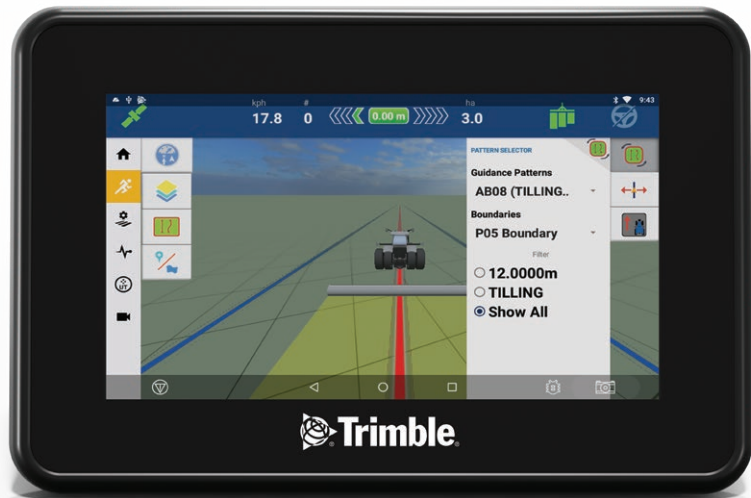 kph # ha 9:43
17.8 0 0.00 m 3.0
PATTERN SELECTOR
Guidance Patterns
AB08 (TILLING..
Boundaries
P05 Boundary
Filter
12.0000m
TILLING
Show All
UT
Trimble